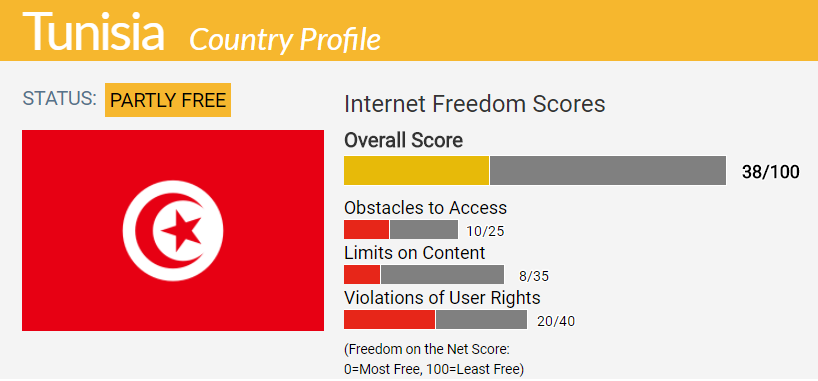 Tunisia Country Profile
STATUS: PARTLY FREE
Internet Freedom Scores
Overall Score
38/100
Obstacles to Access
10/25
Limits on Content
8/35
Violations of User Rights
20/40
(Freedom on the Net Score:
0=Most Free, 100=Least Free)